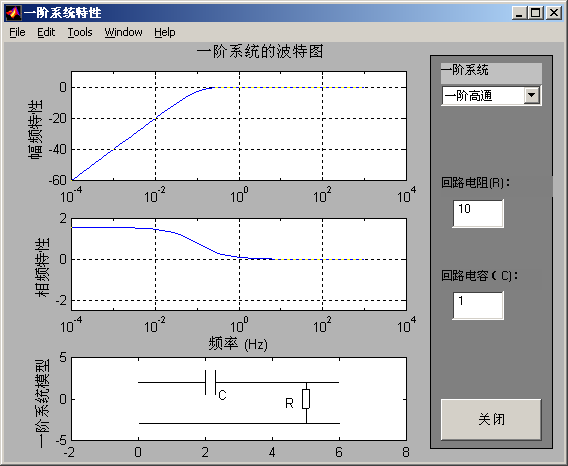 一阶系统特性
File Edit Tools Window Help
一阶系统的波特图
幅频特性
0
-20
-40
-60
10^-4 10^-2 10^0 10^2 10^4
相频特性
2
0
-2
10^-4 10^-2 10^0 10^2 10^4
频率 (Hz)
一阶系统模型
5
0
-5
-2 0 2 4 6 8
C
R
一阶系统
一阶高通
回路电阻(R)：
10
回路电容（C)：
1
关闭